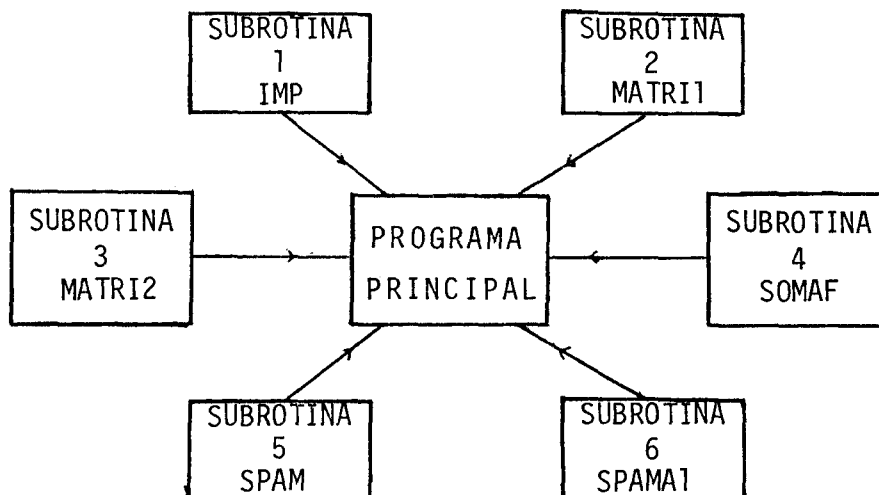 SUBROTINA
1
IMP
SUBROTINA
2
MATRI1
SUBROTINA
3
MATRI2
PROGRAMA
PRINCIPAL
SUBROTINA
4
SOMAF
SUBROTINA
5
SPAM
SUBROTINA
6
SPAMA1